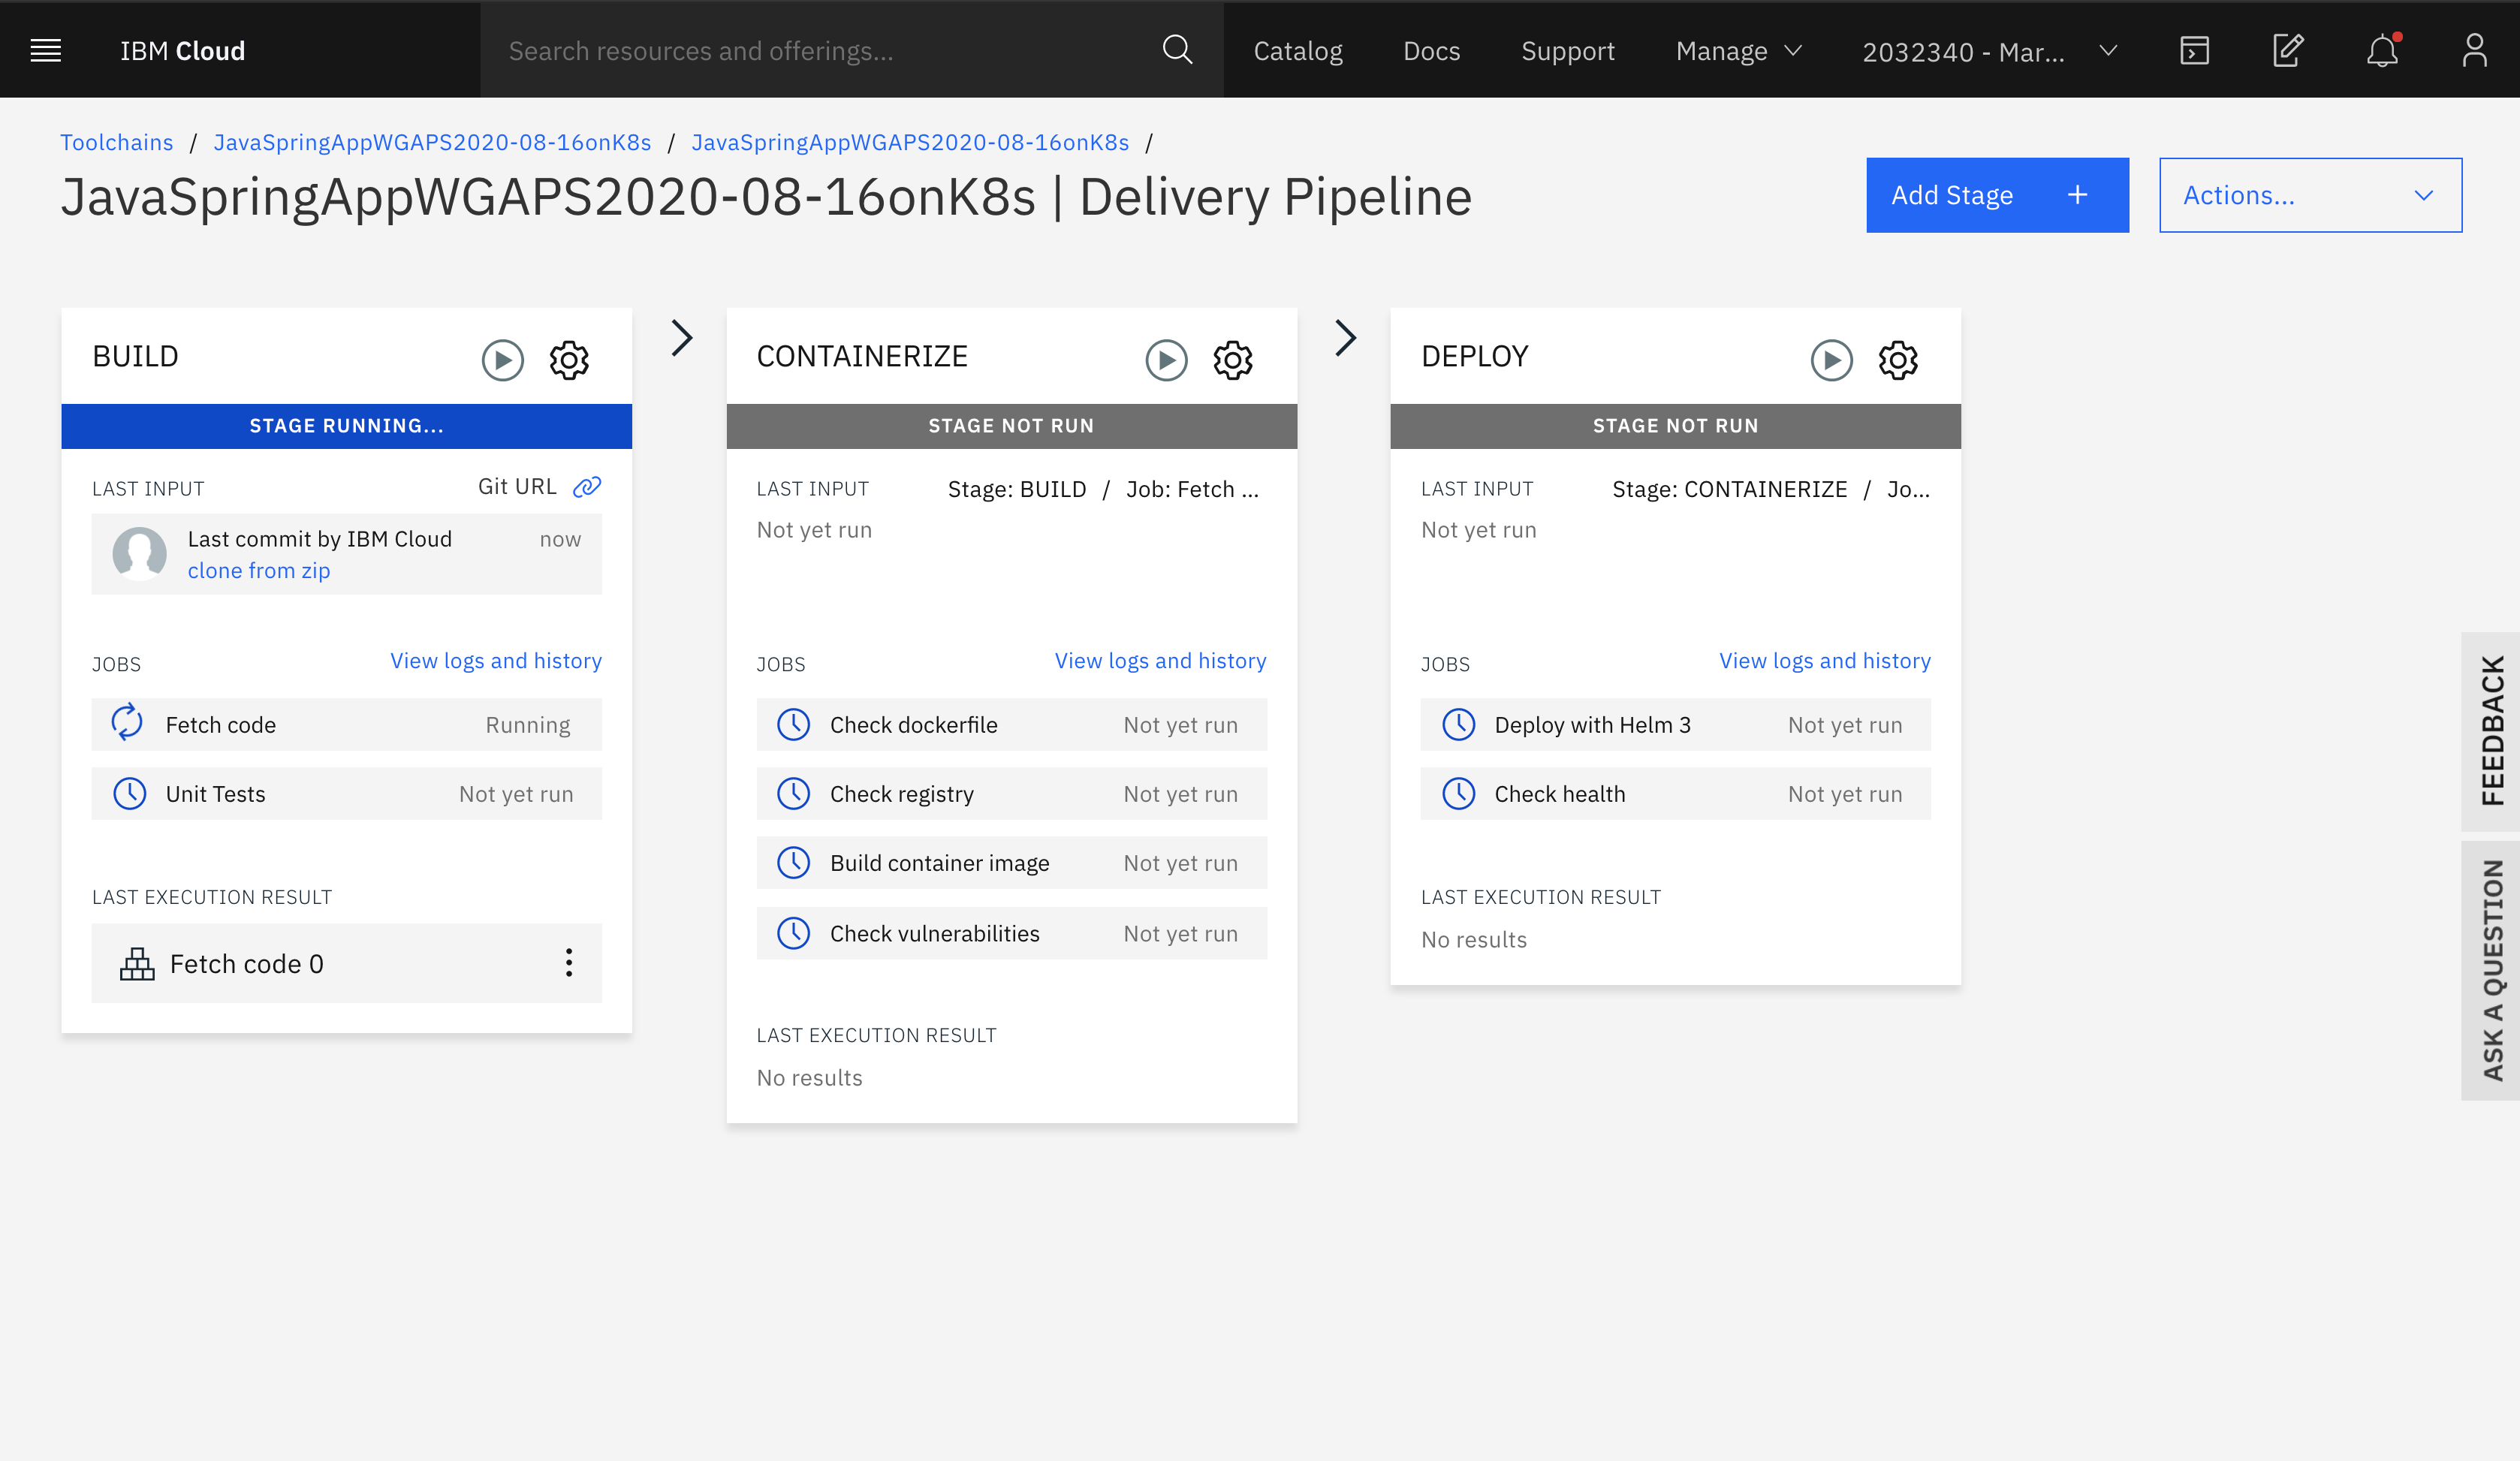 IBM Cloud
Search resources and offerings...
Catalog
Docs
Support
Manage
2032340 - Mar...
Toolchains / JavaSpringAppWGAPS2020-08-16onK8s / JavaSpringAppWGAPS2020-08-16onK8s /
JavaSpringAppWGAPS2020-08-16onK8s | Delivery Pipeline
Add Stage +
Actions...
BUILD
STAGE RUNNING...
LAST INPUT Git URL
Last commit by IBM Cloud now
clone from zip
JOBS View logs and history
Fetch code Running
Unit Tests Not yet run
LAST EXECUTION RESULT
Fetch code 0
CONTAINERIZE
STAGE NOT RUN
LAST INPUT Stage: BUILD / Job: Fetch ...
Not yet run
JOBS View logs and history
Check dockerfile Not yet run
Check registry Not yet run
Build container image Not yet run
Check vulnerabilities Not yet run
LAST EXECUTION RESULT
No results
DEPLOY
STAGE NOT RUN
LAST INPUT Stage: CONTAINERIZE / Jo...
Not yet run
JOBS View logs and history
Deploy with Helm 3 Not yet run
Check health Not yet run
LAST EXECUTION RESULT
No results
FEEDBACK
ASK A QUESTION